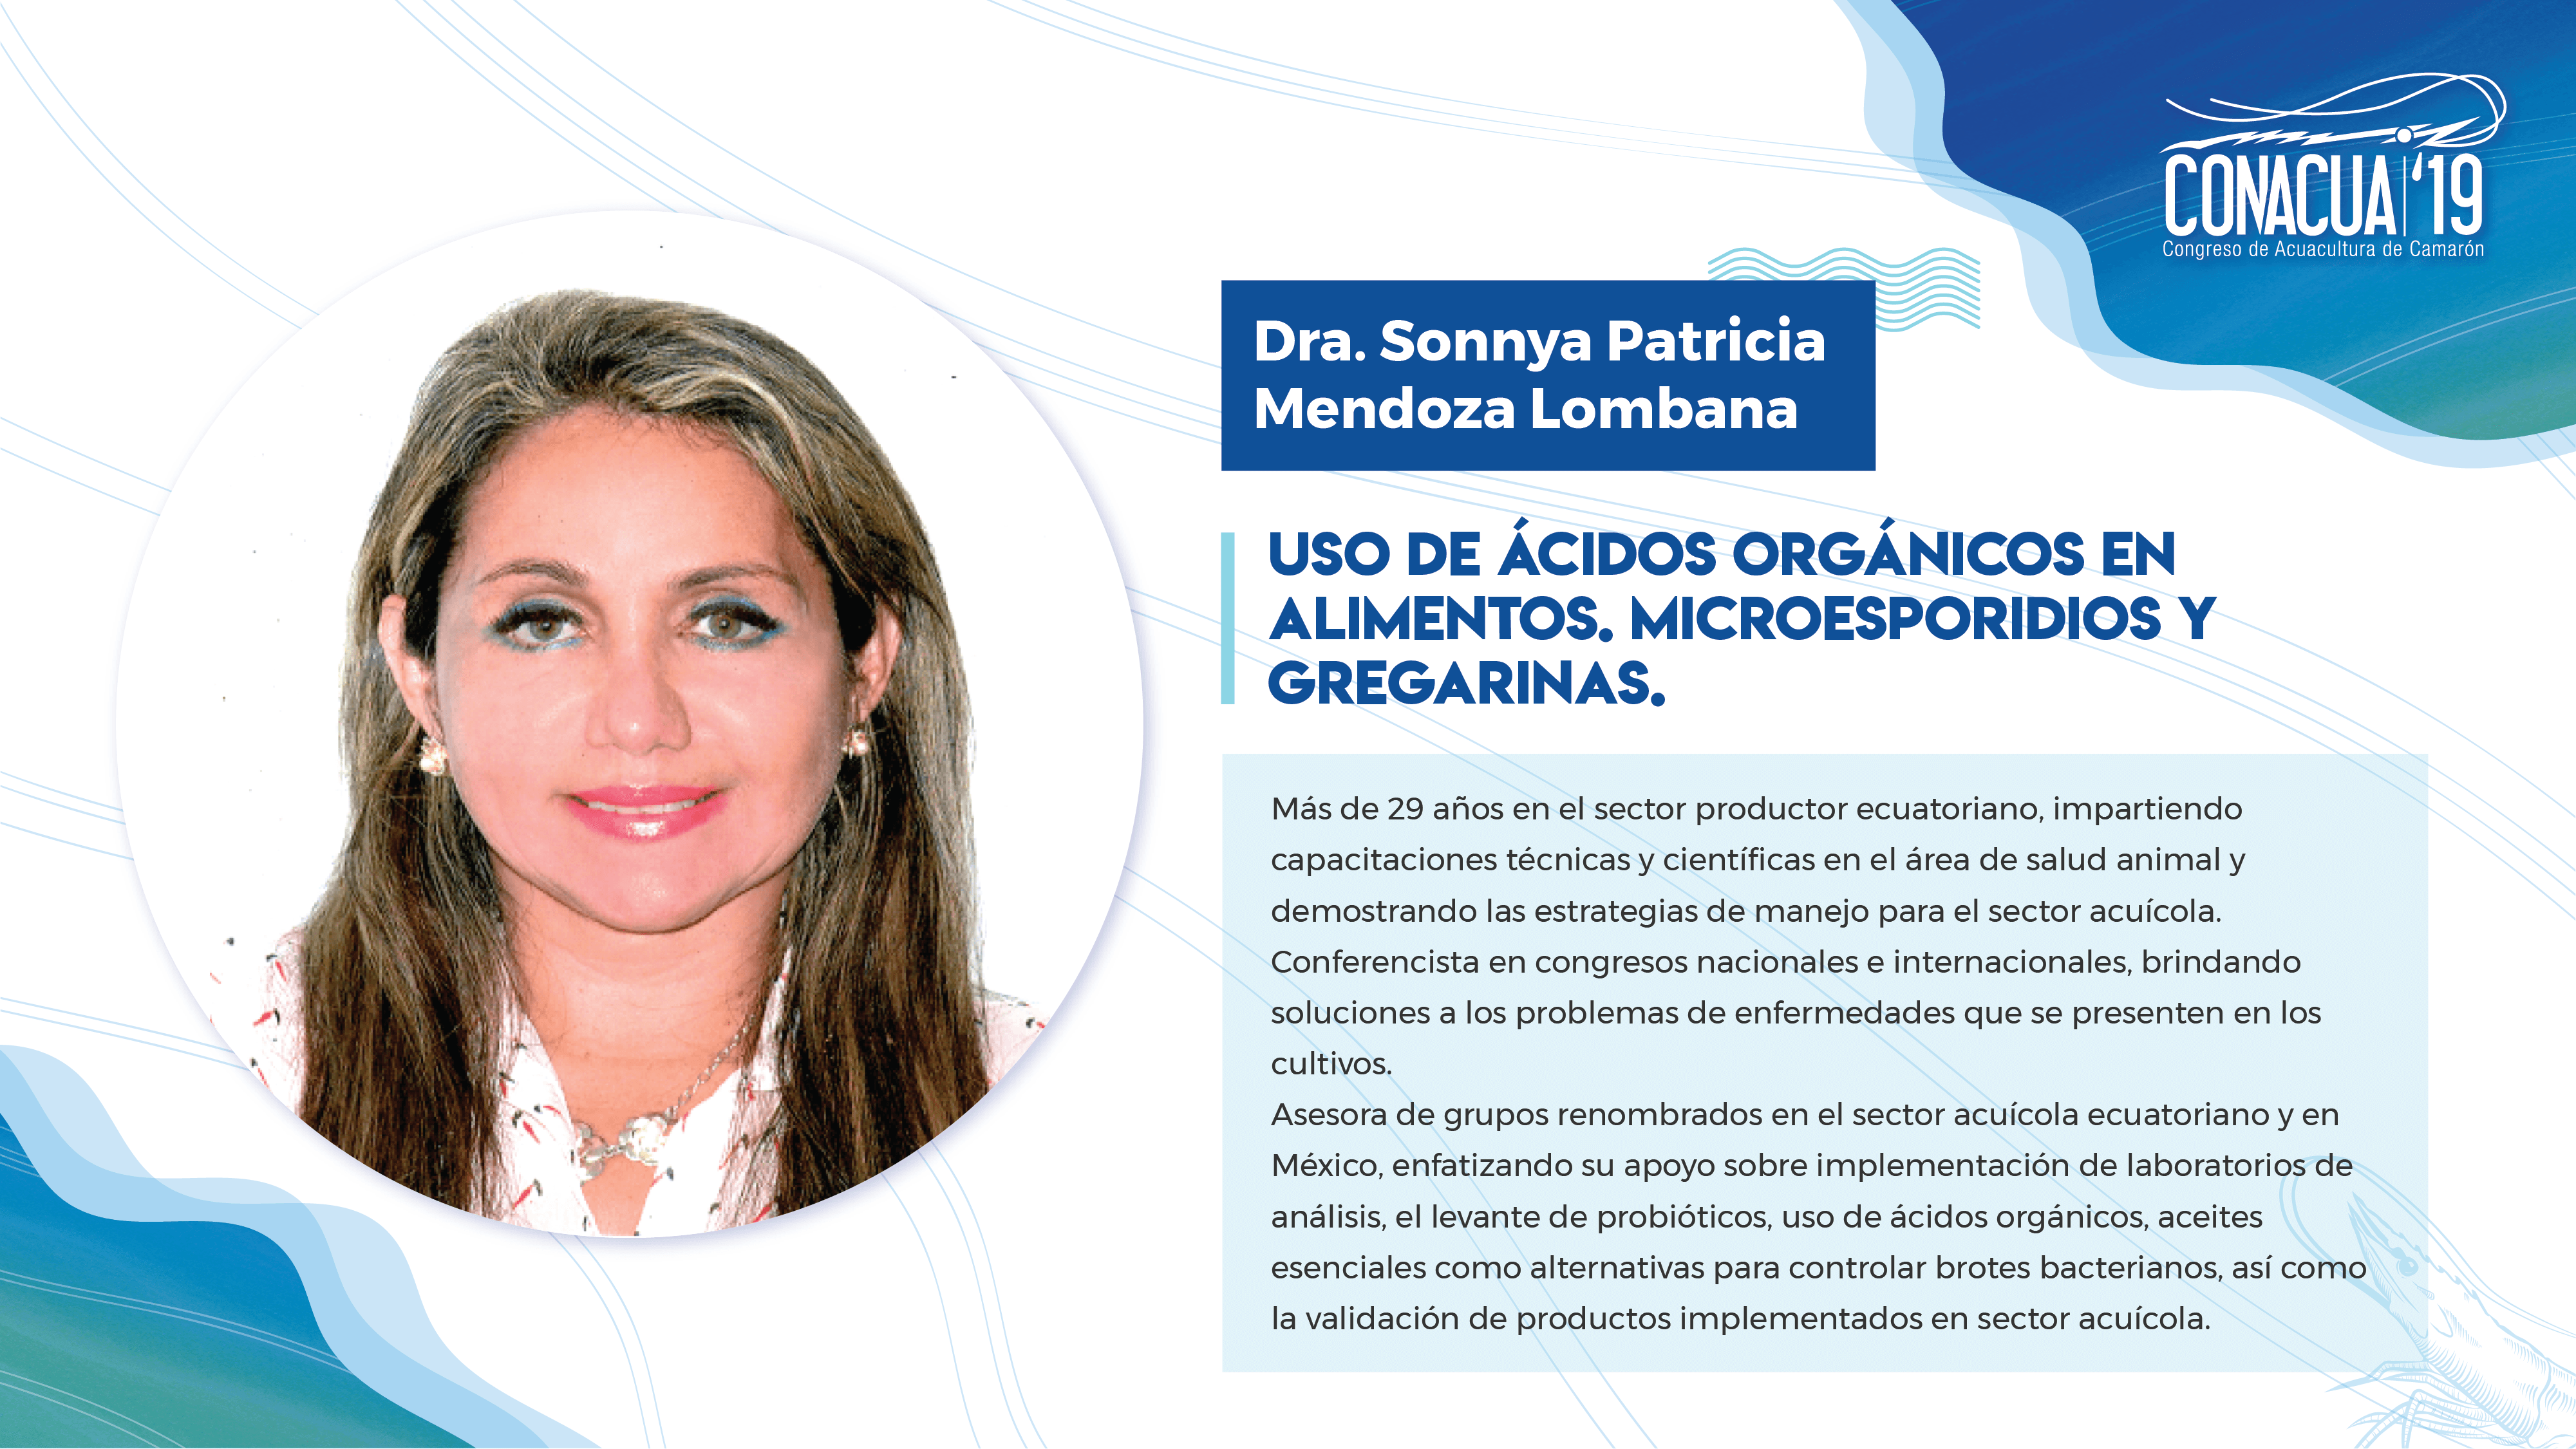 CONACUA '19
Congreso de Acuacultura de Camarón
Dra. Sonnya Patricia
Mendoza Lombana
USO DE ÁCIDOS ORGÁNICOS EN
ALIMENTOS. MICROESPORIDIOS Y
GREGARINAS.
Más de 29 años en el sector productor ecuatoriano, impartiendo
capacitaciones técnicas y científicas en el área de salud animal y
demostrando las estrategias de manejo para el sector acuícola.
Conferencista en congresos nacionales e internacionales, brindando
soluciones a los problemas de enfermedades que se presenten en los
cultivos.
Asesora de grupos renombrados en el sector acuícola ecuatoriano y en
México, enfatizando su apoyo sobre implementación de laboratorios de
análisis, el levante de probióticos, uso de ácidos orgánicos, aceites
esenciales como alternativas para controlar brotes bacterianos, así como
la validación de productos implementados en sector acuícola.